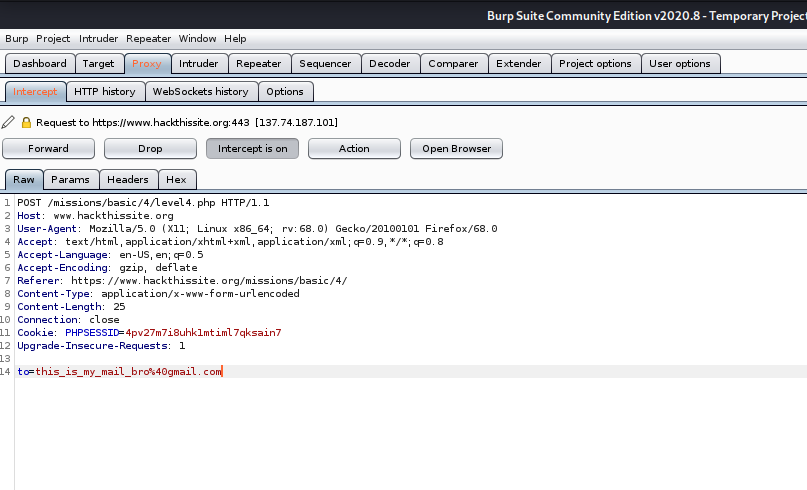 Burp Suite Community Edition v2020.8 - Temporary Project
Burp Project Intruder Repeater Window Help
Dashboard Target Proxy Intruder Repeater Sequencer Decoder Comparer Extender Project options User options
Intercept HTTP history WebSockets history Options
Request to https://www.hackthissite.org:443 [137.74.187.101]
Forward Drop Intercept is on Action Open Browser
Raw Params Headers Hex
1 POST /missions/basic/4/level4.php HTTP/1.1
2 Host: www.hackthissite.org
3 User-Agent: Mozilla/5.0 (X11; Linux x86_64; rv:68.0) Gecko/20100101 Firefox/68.0
4 Accept: text/html,application/xhtml+xml,application/xml;q=0.9,*/*;q=0.8
5 Accept-Language: en-US,en;q=0.5
6 Accept-Encoding: gzip, deflate
7 Referer: https://www.hackthissite.org/missions/basic/4/
8 Content-Type: application/x-www-form-urlencoded
9 Content-Length: 25
10 Connection: close
11 Cookie: PHPSESSID=4pv27m7i8uhk1mtiml7qksain7
12 Upgrade-Insecure-Requests: 1
13
14 to=this_is_my_mail_bro%40gmail.com